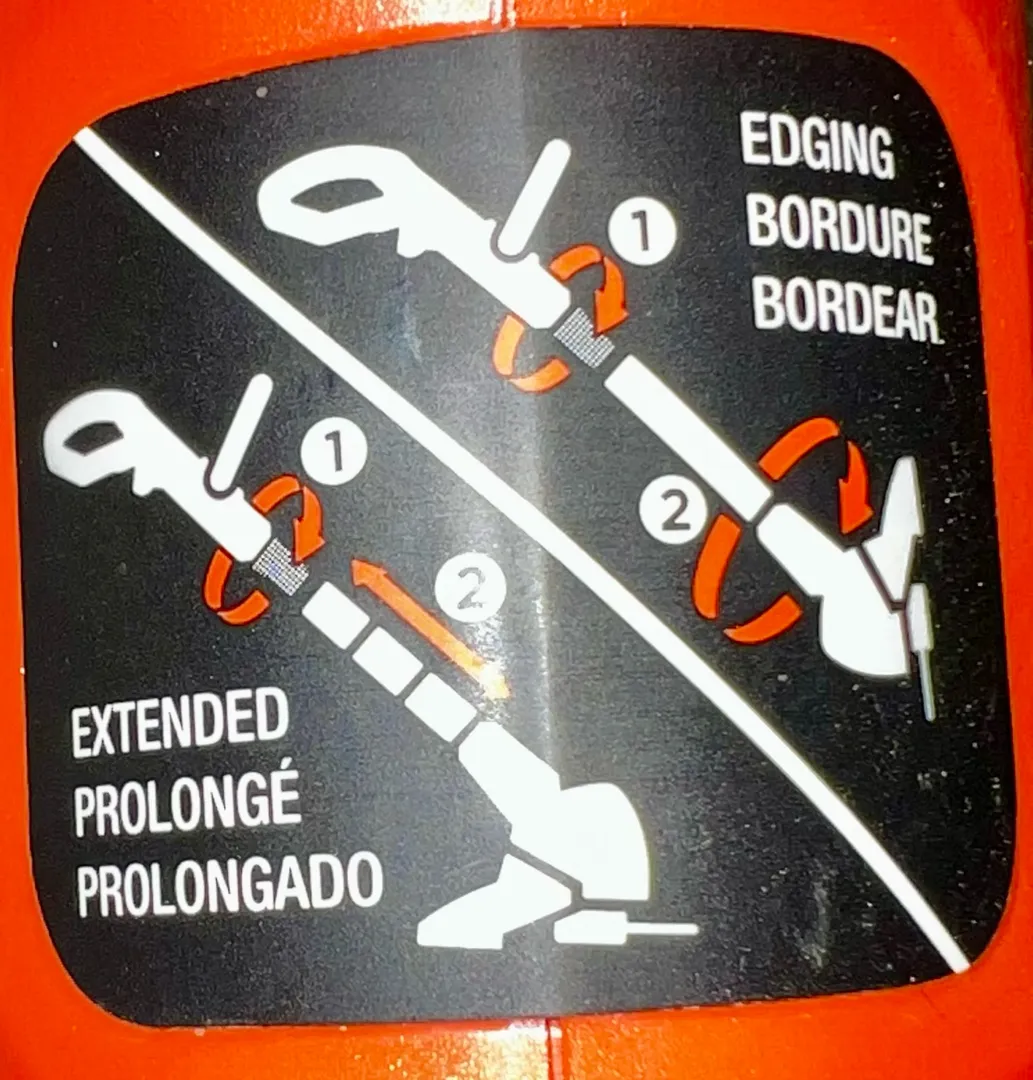 EDGING
BORDURE
BORDEAR
1
2
1
2
EXTENDED
PROLONGÉ
PROLONGADO